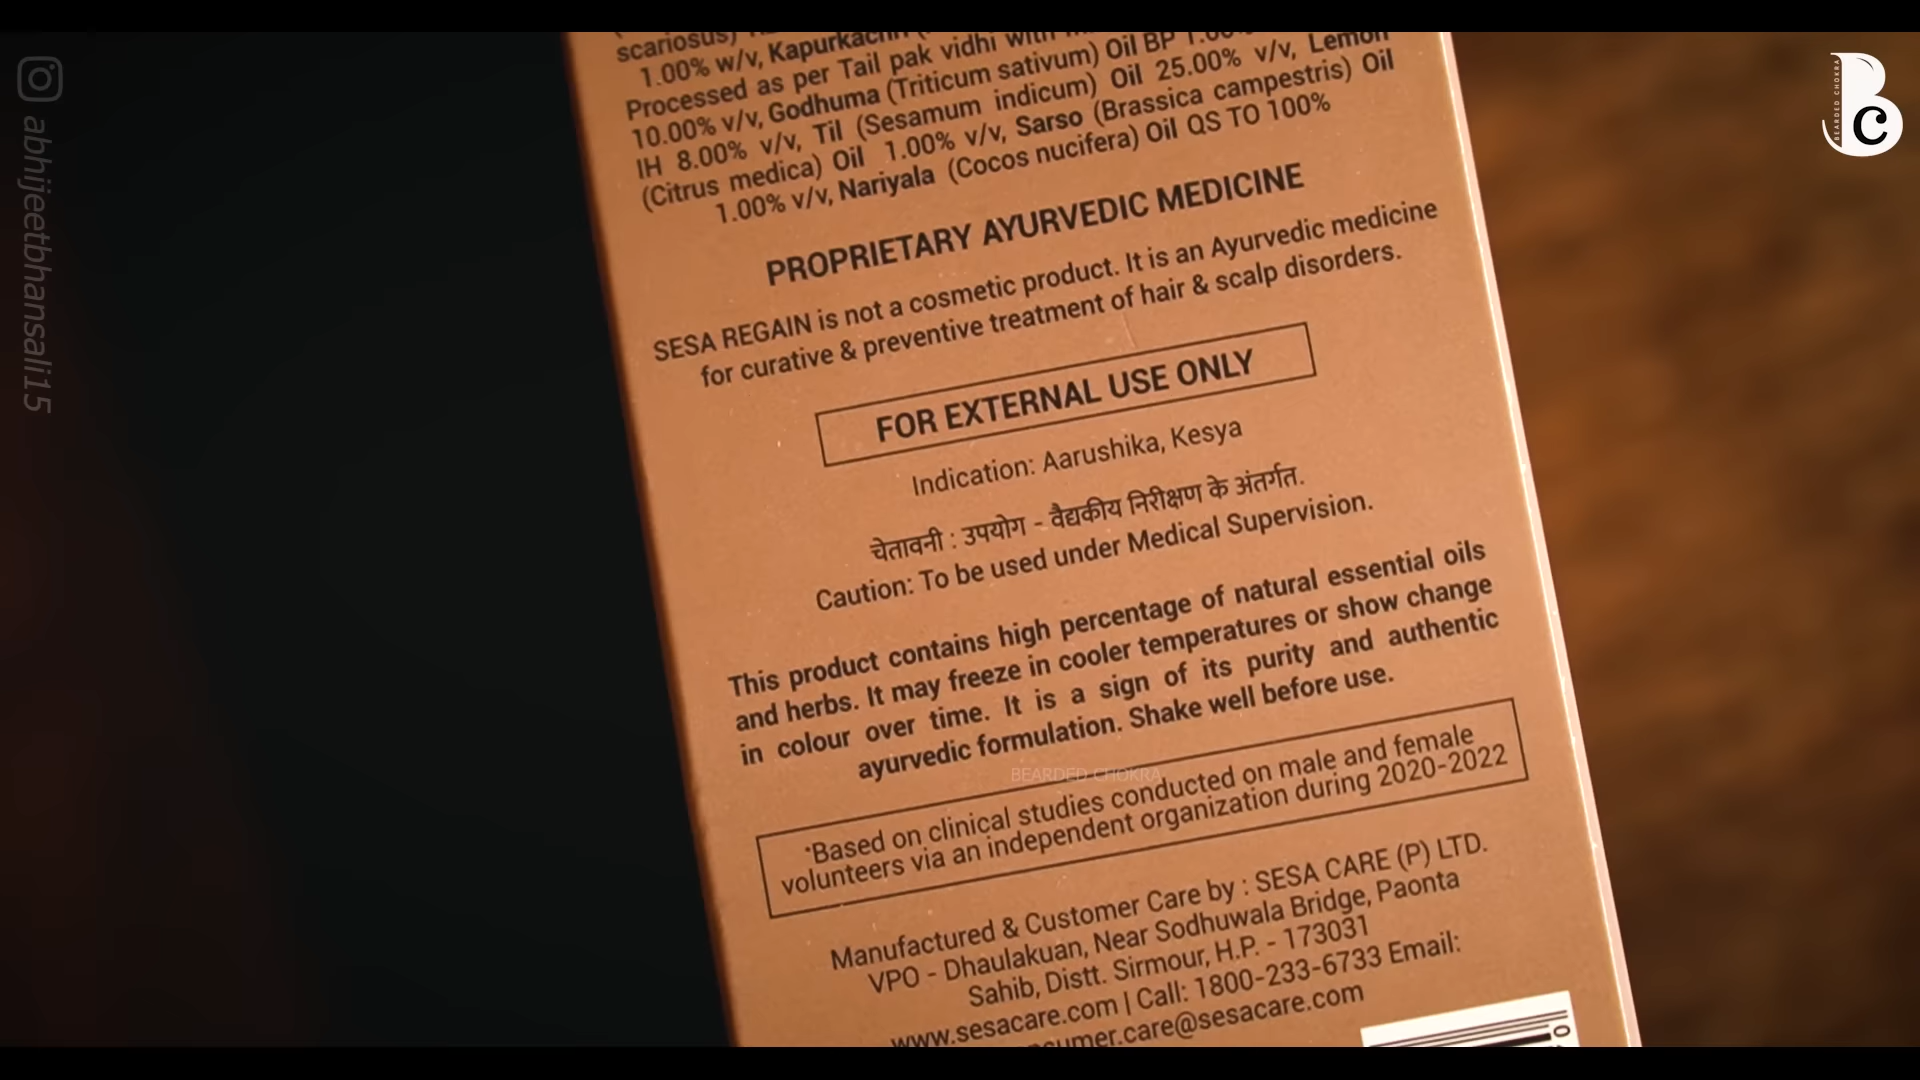 scariosus)
1.00% w/v, Kapurkachri
Processed as per Tail pak vidhi with
10.00% v/v, Godhuma (Triticum sativum) Oil BP 1.00%
IH 8.00% v/v, Til (Sesamum indicum) Oil 25.00% v/v, Lemon
(Citrus medica) Oil 1.00% v/v, Sarso (Brassica campestris) Oil
1.00% v/v, Nariyala (Cocos nucifera) Oil QS TO 100%
PROPRIETARY AYURVEDIC MEDICINE
SESA REGAIN is not a cosmetic product. It is an Ayurvedic medicine
for curative & preventive treatment of hair & scalp disorders.
FOR EXTERNAL USE ONLY
Indication: Aarushika, Kesya
चेतावनी : उपयोग - वैद्यकीय निरीक्षण के अंतर्गत.
Caution: To be used under Medical Supervision.
This product contains high percentage of natural essential oils
and herbs. It may freeze in cooler temperatures or show change
in colour over time. It is a sign of its purity and authentic
ayurvedic formulation. Shake well before use.
*Based on clinical studies conducted on male and female
volunteers via an independent organization during 2020-2022
Manufactured & Customer Care by : SESA CARE (P) LTD.
VPO - Dhaulakuan, Near Sodhuwala Bridge, Paonta
Sahib, Distt. Sirmour, H.P. - 173031
www.sesacare.com | Call: 1800-233-6733 Email:
sumer.care@sesacare.com
abhijeetbhansali15
BEARDED CHOKRA
BEARDED CHOKRA
B
C